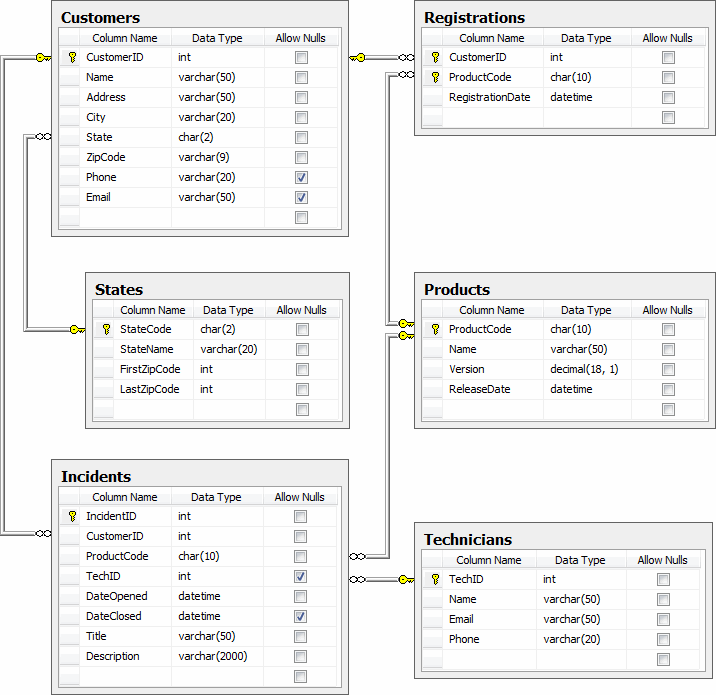 Customers
Column Name Data Type Allow Nulls
CustomerID int
Name varchar(50)
Address varchar(50)
City varchar(20)
State char(2)
ZipCode varchar(9)
Phone varchar(20)
Email varchar(50)
Registrations
Column Name Data Type Allow Nulls
CustomerID int
ProductCode char(10)
RegistrationDate datetime
States
Column Name Data Type Allow Nulls
StateCode char(2)
StateName varchar(20)
FirstZipCode int
LastZipCode int
Products
Column Name Data Type Allow Nulls
ProductCode char(10)
Name varchar(50)
Version decimal(18, 1)
ReleaseDate datetime
Incidents
Column Name Data Type Allow Nulls
IncidentID int
CustomerID int
ProductCode char(10)
TechID int
DateOpened datetime
DateClosed datetime
Title varchar(50)
Description varchar(2000)
Technicians
Column Name Data Type Allow Nulls
TechID int
Name varchar(50)
Email varchar(50)
Phone varchar(20)